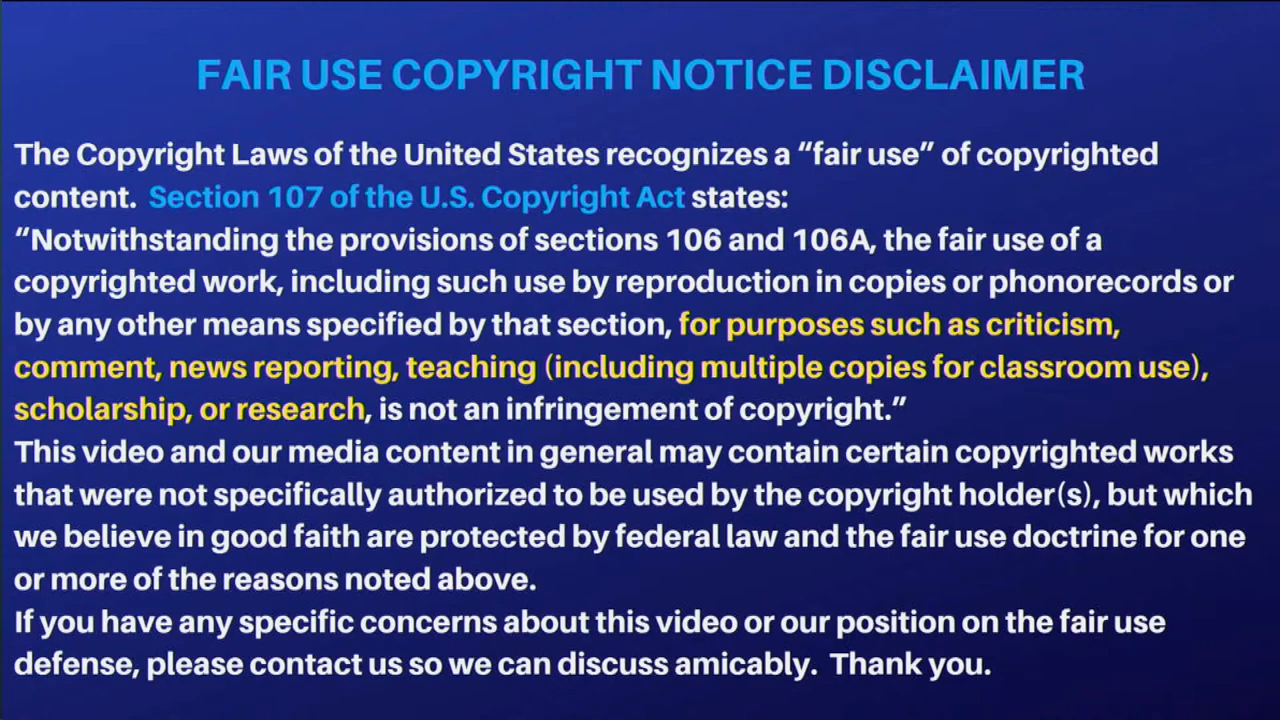 FAIR USE COPYRIGHT NOTICE DISCLAIMER
The Copyright Laws of the United States recognizes a “fair use” of copyrighted
content.  Section 107 of the U.S. Copyright Act states:
“Notwithstanding the provisions of sections 106 and 106A, the fair use of a
copyrighted work, including such use by reproduction in copies or phonorecords or
by any other means specified by that section, for purposes such as criticism,
comment, news reporting, teaching (including multiple copies for classroom use),
scholarship, or research, is not an infringement of copyright.”
This video and our media content in general may contain certain copyrighted works
that were not specifically authorized to be used by the copyright holder(s), but which
we believe in good faith are protected by federal law and the fair use doctrine for one
or more of the reasons noted above.
If you have any specific concerns about this video or our position on the fair use
defense, please contact us so we can discuss amicably.  Thank you.